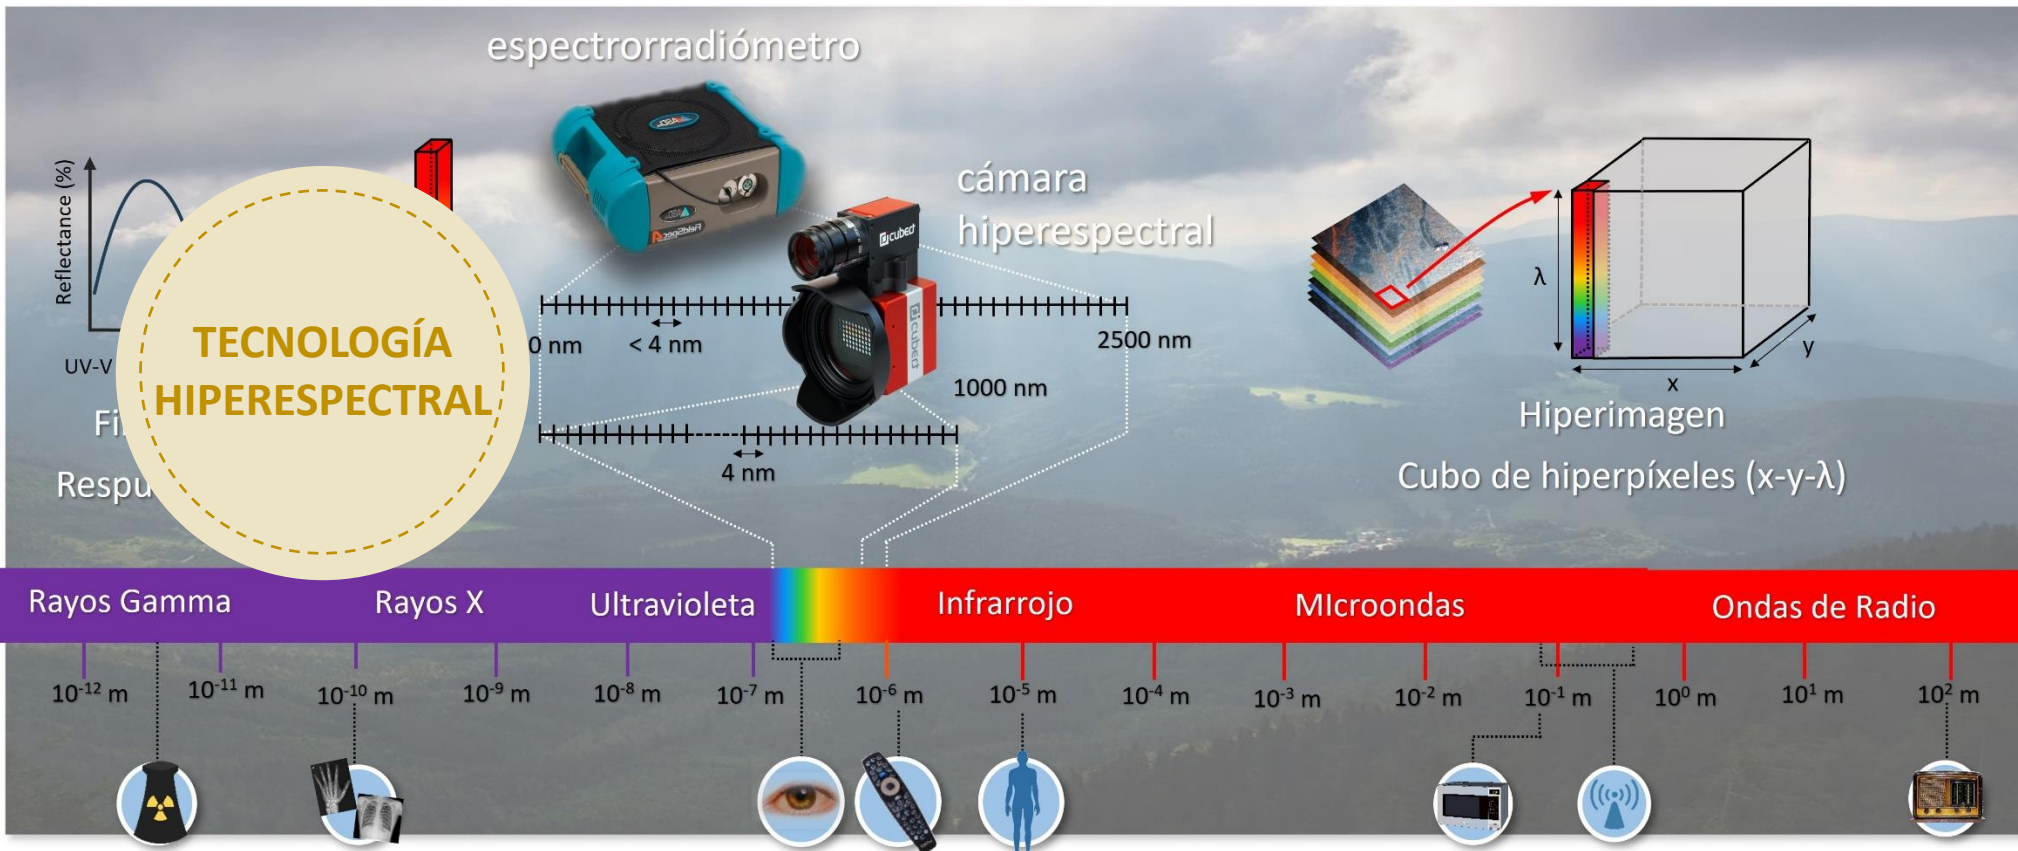 espectrorradiómetro
cámara
hiperespectral
Reflectance (%)
UV-V
TECNOLOGÍA
HIPERESPECTRAL
cubert
cubert
FieldSpec
0 nm
< 4 nm
2500 nm
1000 nm
4 nm
λ
x
y
Hiperimagen
Cubo de hiperpíxeles (x-y-λ)
Rayos Gamma
Rayos X
Ultravioleta
Infrarrojo
MIcroondas
Ondas de Radio
10⁻¹² m
10⁻¹¹ m
10⁻¹⁰ m
10⁻⁹ m
10⁻⁸ m
10⁻⁷ m
10⁻⁶ m
10⁻⁵ m
10⁻⁴ m
10⁻³ m
10⁻² m
10⁻¹ m
10⁰ m
10¹ m
10² m